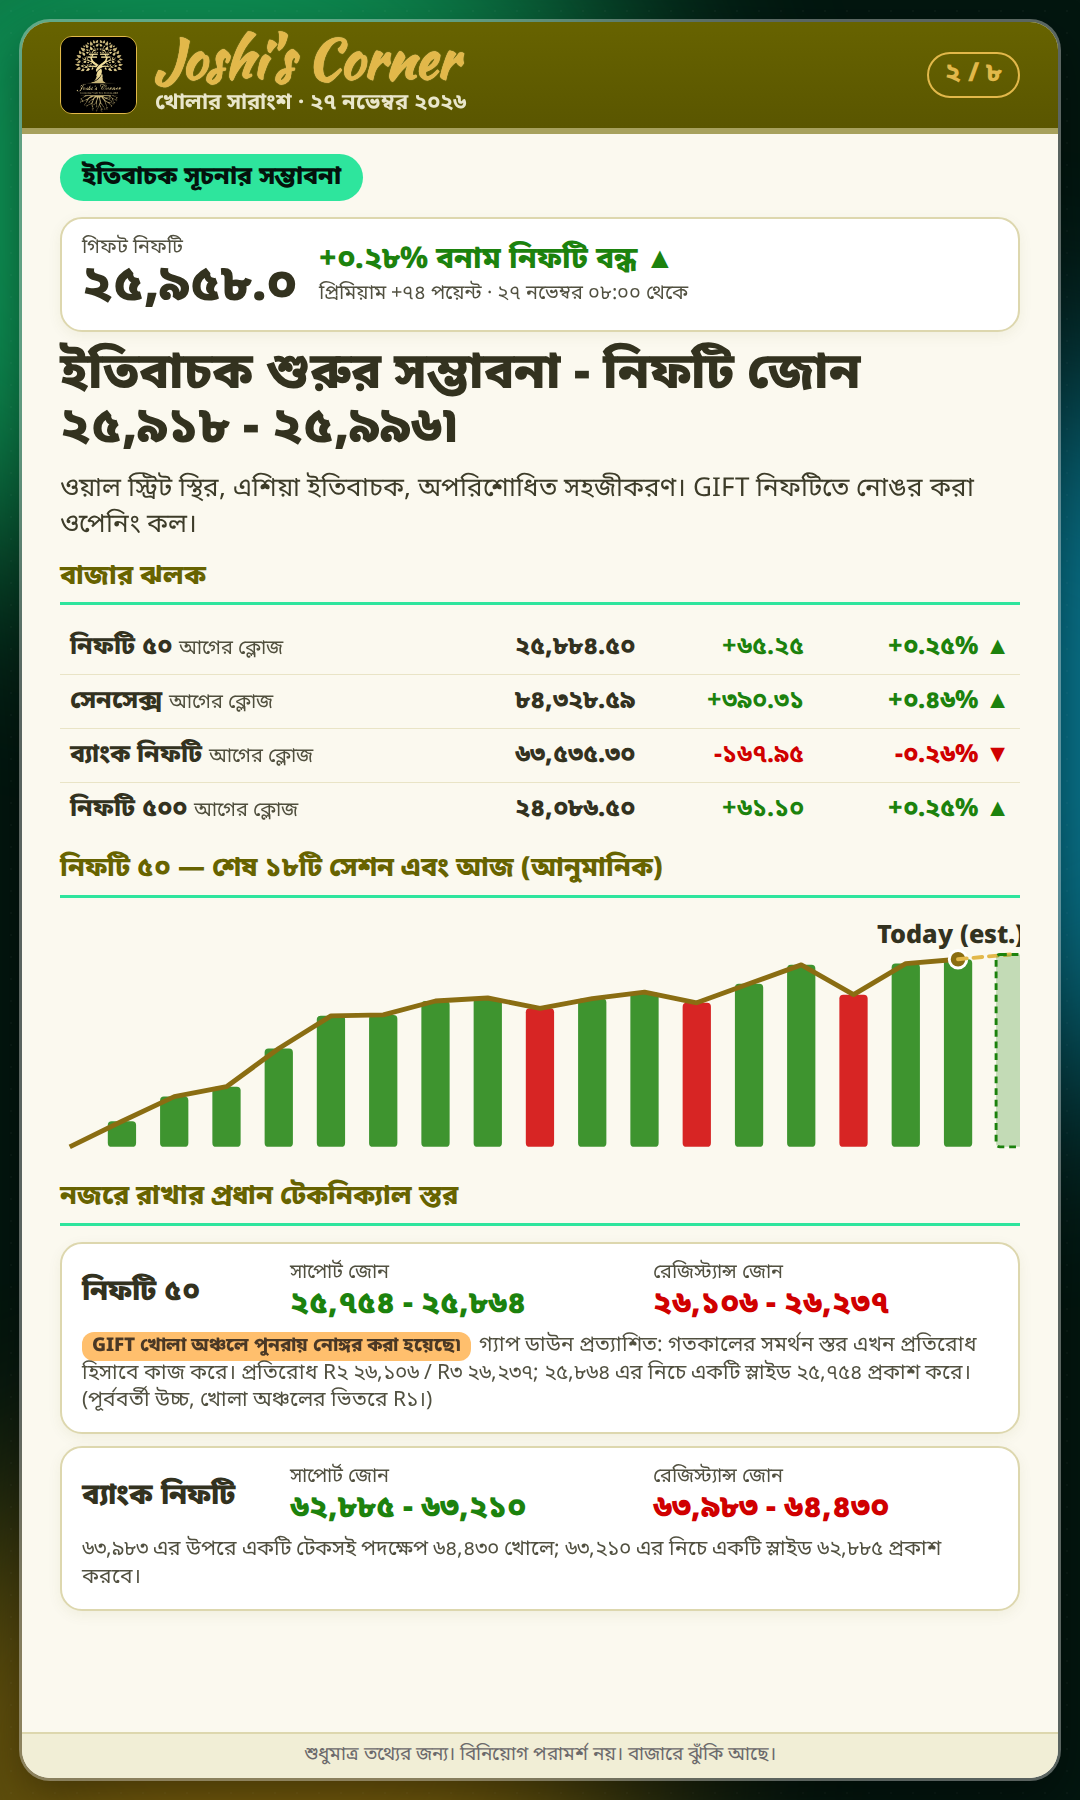 Joshi's Corner
খোলার সারাংশ · ২৭ নভেম্বর ২০২৬
২ / ৮
Joshi's Corner
ইতিবাচক সূচনার সম্ভাবনা
গিফট নিফটি
২৫,৯৫৮.০
+০.২৮% বনাম নিফটি বন্ধ ▲
প্রিমিয়াম +৭৪ পয়েন্ট · ২৭ নভেম্বর ০৮:০০ থেকে
ইতিবাচক শুরুর সম্ভাবনা - নিফটি জোন
২৫,৯১৮ - ২৫,৯৯৬।
ওয়াল স্ট্রিট স্থির, এশিয়া ইতিবাচক, অপরিশোধিত সহজীকরণ। GIFT নিফটিতে নোঙর করা
ওপেনিং কল।
বাজার ঝলক
নিফটি ৫০ আগের ক্লোজ ২৫,৮৮৪.৫০ +৬৫.২৫ +০.২৫% ▲
সেনসেক্স আগের ক্লোজ ৮৪,৩২৮.৫৯ +৩৯০.৩১ +০.৪৬% ▲
ব্যাংক নিফটি আগের ক্লোজ ৬৩,৫৩৫.৩০ -১৬৭.৯৫ -০.২৬% ▼
নিফটি ৫০০ আগের ক্লোজ ২৪,০৮৬.৫০ +৬১.১০ +০.২৫% ▲
নিফটি ৫০ — শেষ ১৮টি সেশন এবং আজ (আনুমানিক)
Today (est.)
নজরে রাখার প্রধান টেকনিক্যাল স্তর
নিফটি ৫০
সাপোর্ট জোন
২৫,৭৫৪ - ২৫,৮৬৪
রেজিস্ট্যান্স জোন
২৬,১০৬ - ২৬,২৩৭
GIFT খোলা অঞ্চলে পুনরায় নোঙ্গর করা হয়েছে। গ্যাপ ডাউন প্রত্যাশিত: গতকালের সমর্থন স্তর এখন প্রতিরোধ
হিসাবে কাজ করে। প্রতিরোধ R2 ২৬,১০৬ / R৩ ২৬,২৩৭; ২৫,৮৬৪ এর নিচে একটি স্লাইড ২৫,৭৫৪ প্রকাশ করে।
(পূর্ববর্তী উচ্চ, খোলা অঞ্চলের ভিতরে R১।)
ব্যাংক নিফটি
সাপোর্ট জোন
৬২,৮৮৫ - ৬৩,২১০
রেজিস্ট্যান্স জোন
৬৩,৯৮৩ - ৬৪,৪৩০
৬৩,৯৮৩ এর উপরে একটি টেকসই পদক্ষেপ ৬৪,৪৩০ খোলে; ৬৩,২১০ এর নিচে একটি স্লাইড ৬২,৮৮৫ প্রকাশ
করবে।
শুধুমাত্র তথ্যের জন্য। বিনিয়োগ পরামর্শ নয়। বাজারে ঝুঁকি আছে।